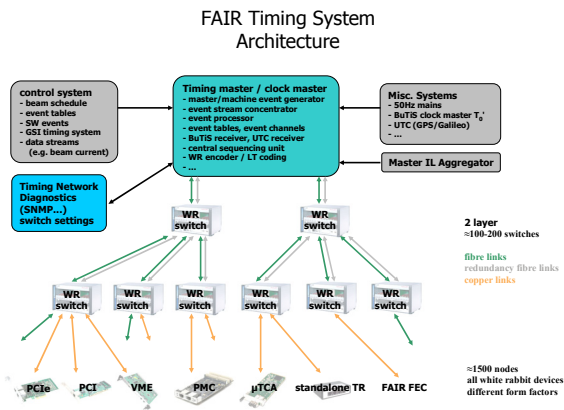 FAIR Timing System
Architecture
control system
- beam schedule
- event tables
- SW events
- GSI timing system
- data streams
(e.g. beam current)
Timing master / clock master
- master/machine event generator
- event stream concentrator
- event processor
- event tables, event channels
- BuTiS receiver, UTC receiver
- central sequencing unit
- WR encoder / LT coding
- ...
Misc. Systems
- 50Hz mains
- BuTiS clock master T0'
- UTC (GPS/Galileo)
- ...
Master IL Aggregator
Timing Network
Diagnostics
(SNMP...)
switch settings
WR
switch
WR
switch
2 layer
≈100-200 switches
fibre links
redundancy fibre links
copper links
WR
switch
WR
switch
WR
switch
WR
switch
WR
switch
WR
switch
PCIe
PCI
VME
PMC
µTCA
standalone TR
FAIR FEC
≈1500 nodes
all white rabbit devices
different form factors